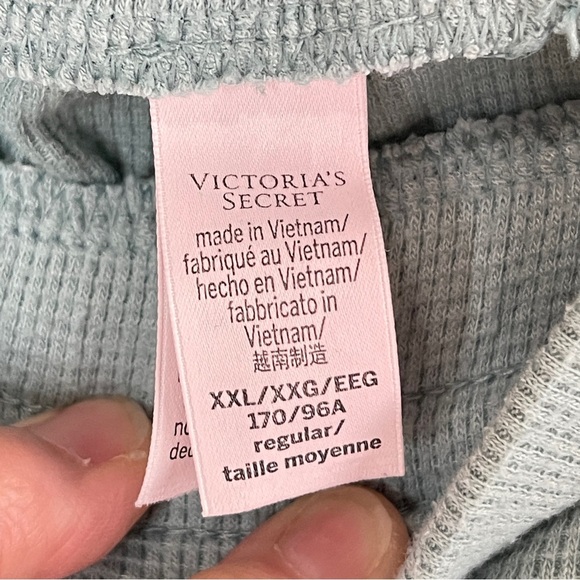 VICTORIA'S
SECRET
made in Vietnam/
fabriqué au Vietnam/
hecho en Vietnam/
fabbricato in
Vietnam/
越南制造
XXL/XXG/EEG
170/96A
regular/
taille moyenne